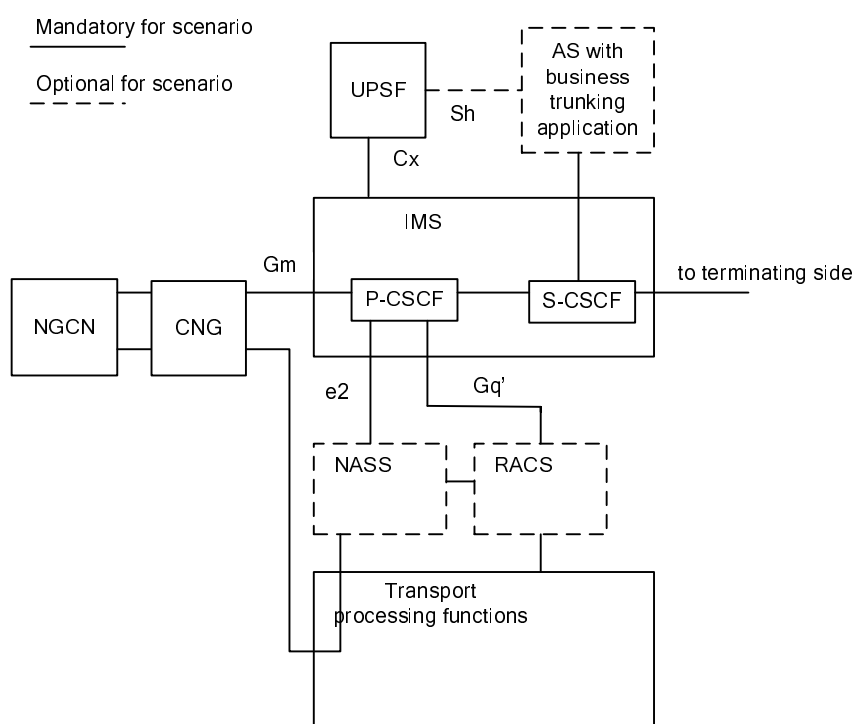 Mandatory for scenario
Optional for scenario
UPSF
Sh
AS with
business
trunking
application
Cx
IMS
Gm
to terminating side
NGCN
CNG
P-CSCF
S-CSCF
e2
Gq’
NASS
RACS
Transport
processing functions